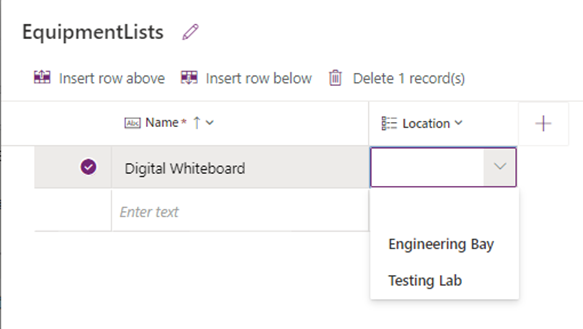 EquipmentLists
Insert row above Insert row below Delete 1 record(s)
Abc Name* Location
Digital Whiteboard
Enter text
Engineering Bay
Testing Lab